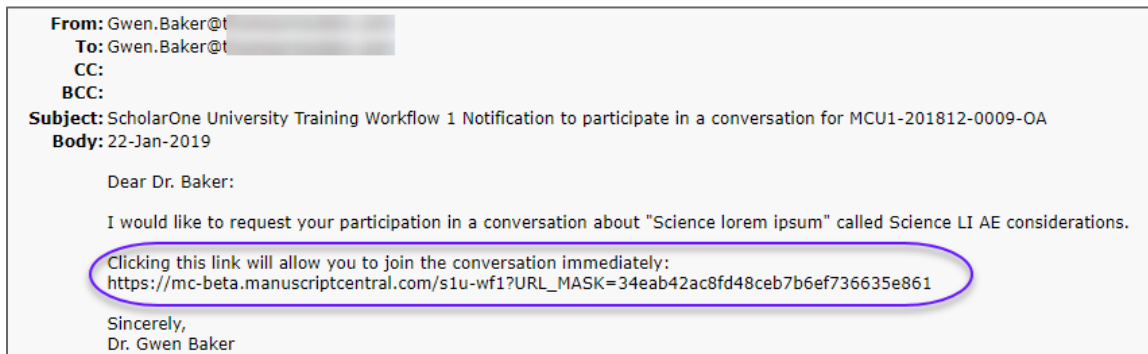 From: Gwen.Baker@t
To: Gwen.Baker@t
CC:
BCC:
Subject: ScholarOne University Training Workflow 1 Notification to participate in a conversation for MCU1-201812-0009-OA
Body: 22-Jan-2019
Dear Dr. Baker:
I would like to request your participation in a conversation about "Science lorem ipsum" called Science LI AE considerations.
Clicking this link will allow you to join the conversation immediately:
https://mc-beta.manuscriptcentral.com/s1u-wf1?URL_MASK=34eab42ac8fd48ceb7b6ef736635e861
Sincerely,
Dr. Gwen Baker